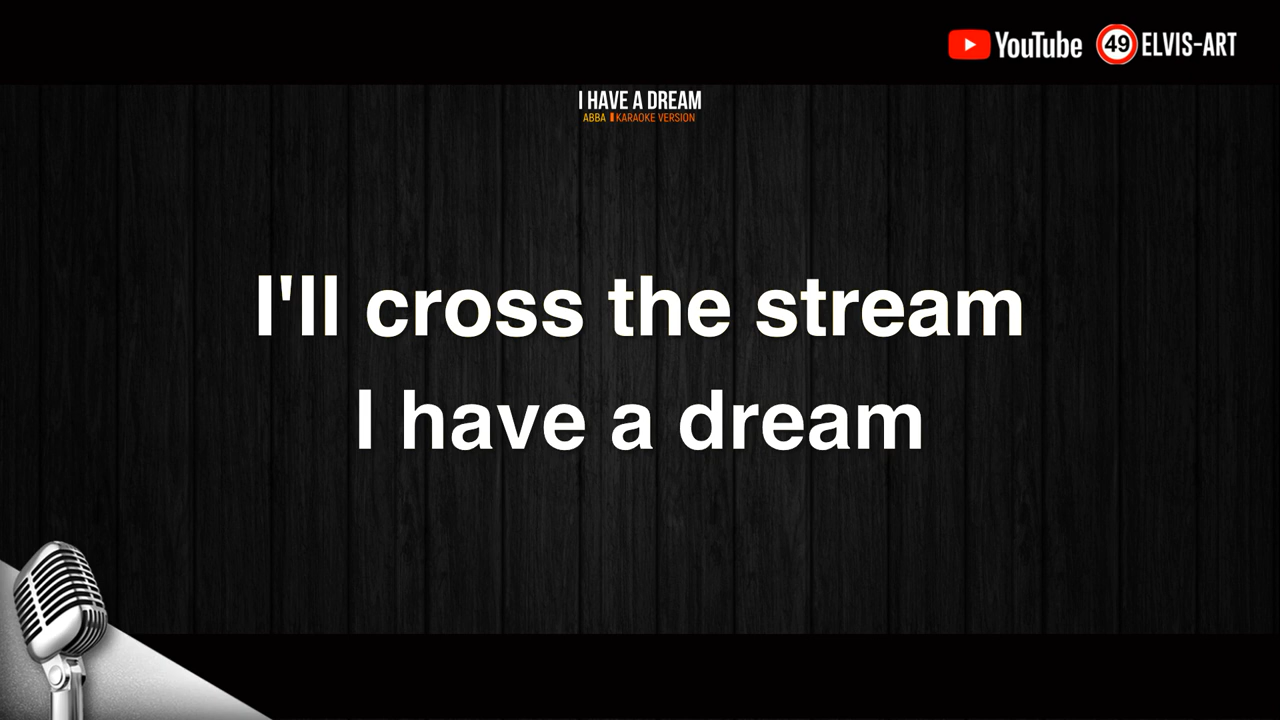 YouTube 49 ELVIS-ART
I HAVE A DREAM
ABBA KARAOKE VERSION
I'll cross the stream
I have a dream